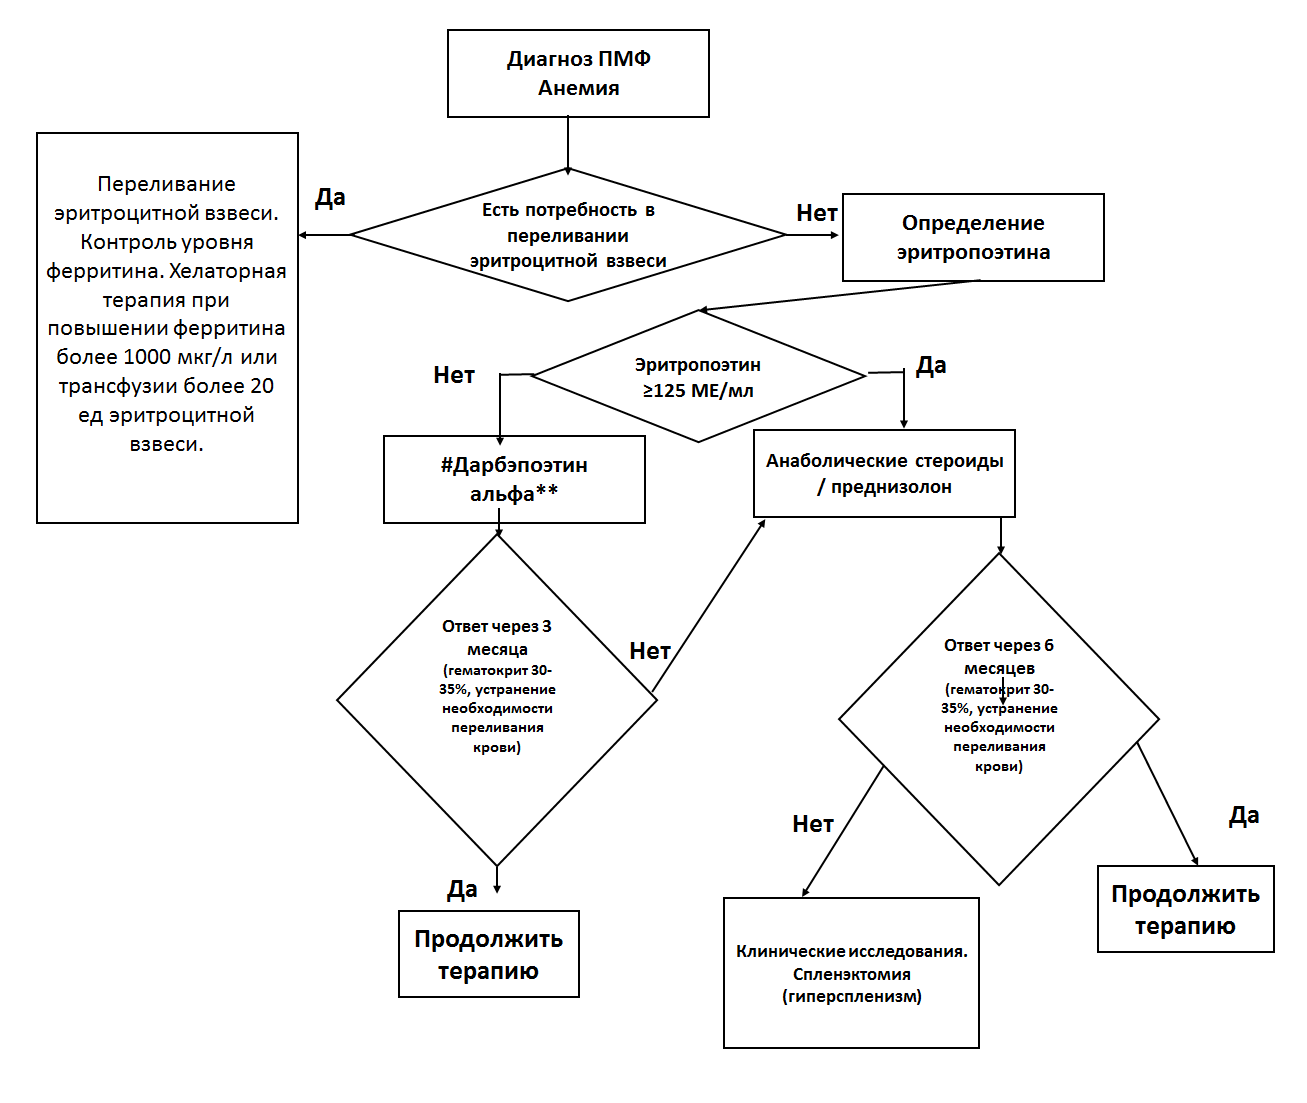 Диагноз ПМФ
Анемия
Да
Есть потребность в
переливании
эритроцитной взвеси
Нет
Определение
эритропоэтина
Переливание
эритроцитной взвеси.
Контроль уровня
ферритина. Хелаторная
терапия при
повышении ферритина
более 1000 мкг/л или
трансфузии более 20
ед эритроцитной
взвеси.
Нет
Эритропоэтин
≥125 МЕ/мл
Да
#Дарбэпоэтин
альфа**
Анаболические стероиды
/ преднизолон
Ответ через 3
месяца
(гематокрит 30-
35%, устранение
необходимости
переливания
крови)
Нет
Ответ через 6
месяцев
(гематокрит 30-
35%, устранение
необходимости
переливания
крови)
Нет
Да
Да
Продолжить
терапию
Клинические исследования.
Спленэктомия
(гиперспленизм)
Продолжить
терапию